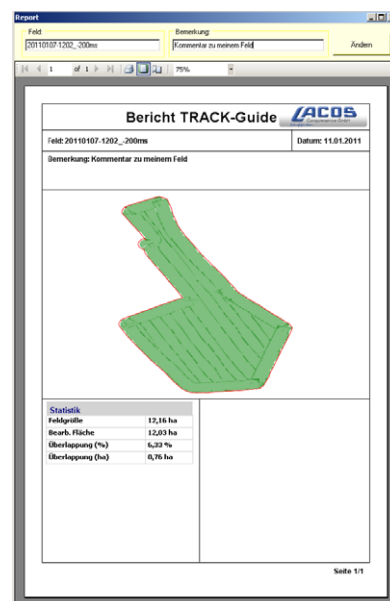 Report
Feld:
Bemerkung:
20110107-1202_-200ms
Kommentar zu meinem Feld
Ändern
1 of 1
75%
Bericht TRACK-Guide
LACOS
Computerservice GmbH
Feld: 20110107-1202_-200ms
Datum: 11.01.2011
Bemerkung: Kommentar zu meinem Feld
Statistik
Feldgröße 12,16 ha
Bearb. Fläche 12,03 ha
Überlappung (%) 6,33 %
Überlappung (ha) 0,76 ha
Seite 1/1